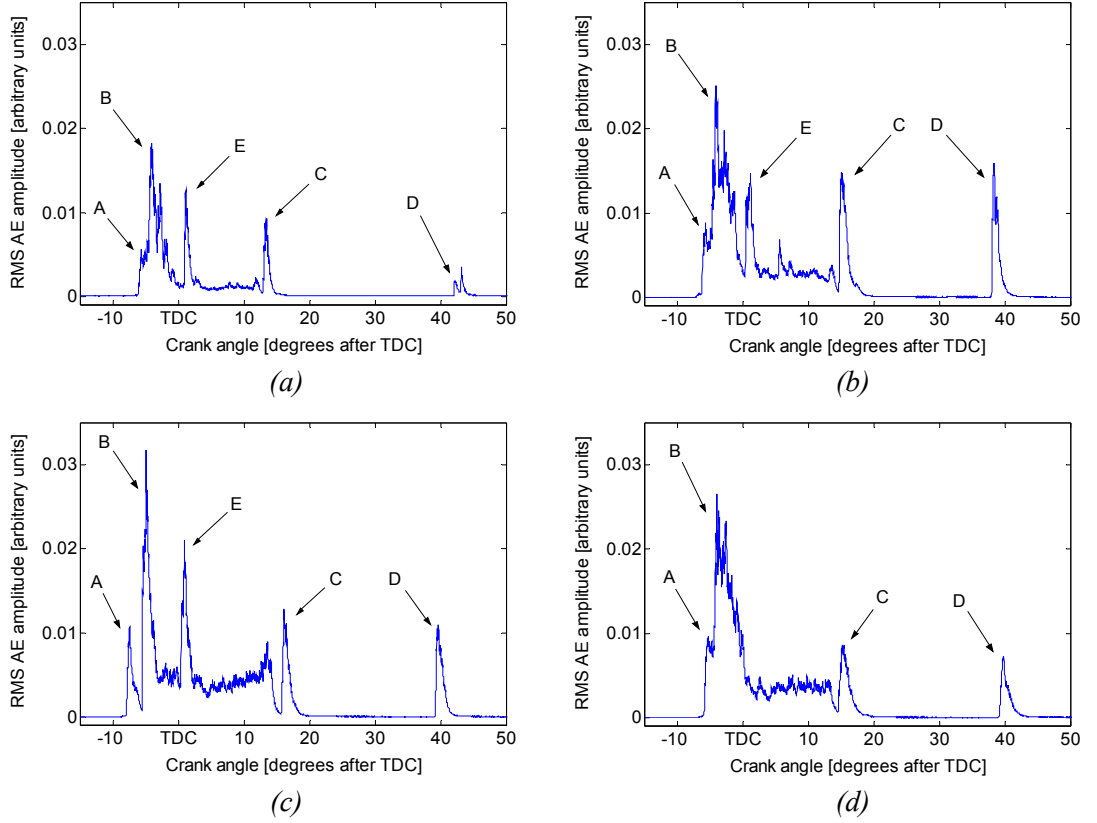 RMS AE amplitude [arbitrary units]
0.03
0.02
0.01
0
A
B
E
C
D
-10 TDC 10 20 30 40 50
Crank angle [degrees after TDC]
(a)
RMS AE amplitude [arbitrary units]
0.03
0.02
0.01
0
A
B
E
C
D
-10 TDC 10 20 30 40 50
Crank angle [degrees after TDC]
(b)
RMS AE amplitude [arbitrary units]
0.03
0.02
0.01
0
A
B
E
C
D
-10 TDC 10 20 30 40 50
Crank angle [degrees after TDC]
(c)
RMS AE amplitude [arbitrary units]
0.03
0.02
0.01
0
A
B
C
D
-10 TDC 10 20 30 40 50
Crank angle [degrees after TDC]
(d)